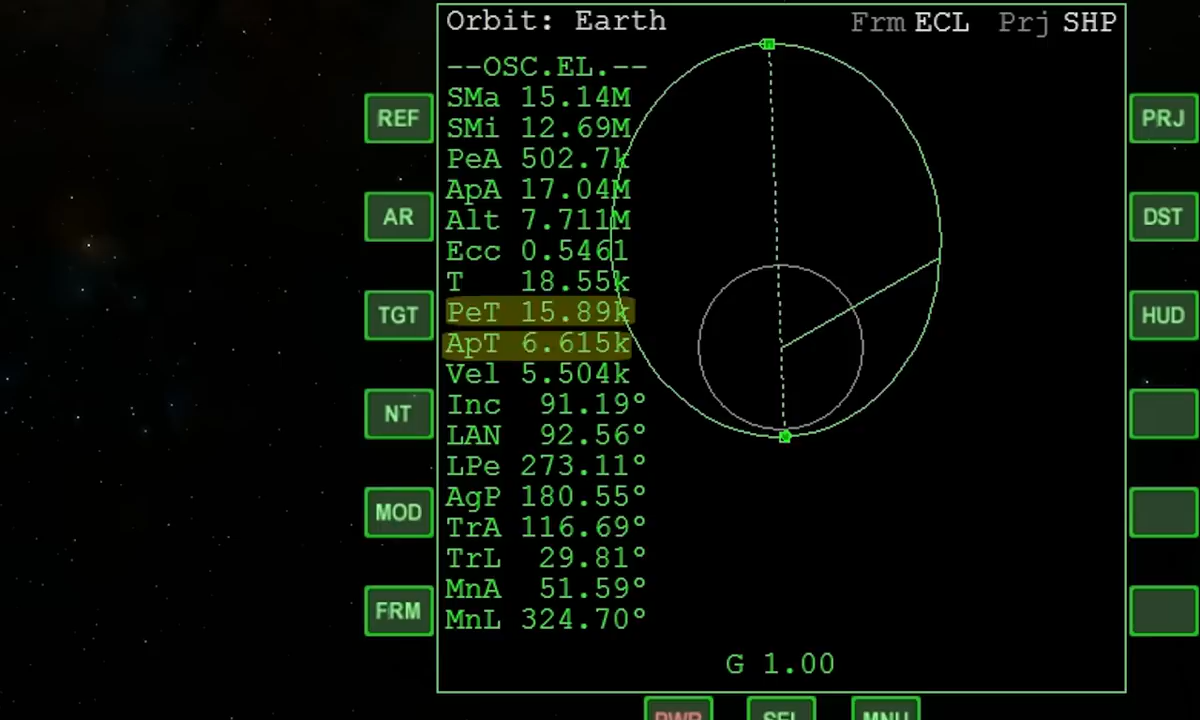 Orbit: Earth Frm ECL Prj SHP
--OSC.EL.--
SMa 15.14M
SMi 12.69M
PeA 502.7k
ApA 17.04M
Alt 7.711M
Ecc 0.5461
T 18.55k
PeT 15.89k
ApT 6.615k
Vel 5.504k
Inc 91.19°
LAN 92.56°
LPe 273.11°
AgP 180.55°
TrA 116.69°
TrL 29.81°
MnA 51.59°
MnL 324.70°
G 1.00
REF
AR
TGT
NT
MOD
FRM
PRJ
DST
HUD
PWR SEL MNU